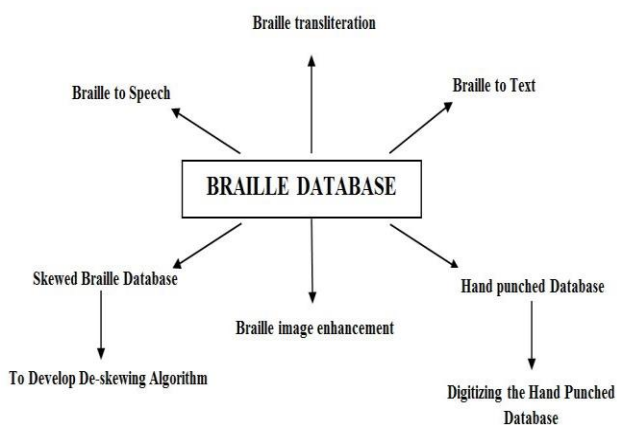 Braille transliteration
Braille to Speech
Braille to Text
BRAILLE DATABASE
Skewed Braille Database
Hand punched Database
Braille image enhancement
To Develop De-skewing Algorithm
Digitizing the Hand Punched
Database